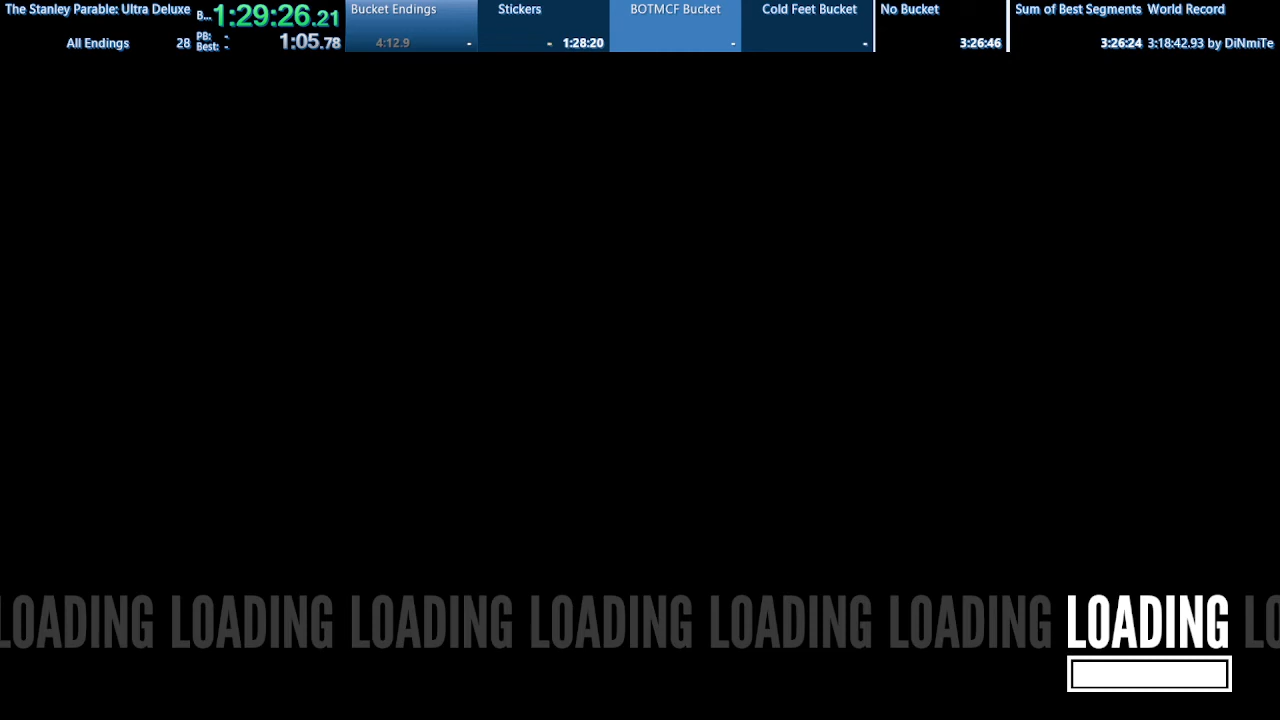 The Stanley Parable: Ultra Deluxe
All Endings 28
B... 1:29:26.21
PB: -
Best: -
1:05.78
Bucket Endings
4:12.9 -
Stickers
- 1:28:20
BOTMCF Bucket
-
Cold Feet Bucket
-
No Bucket
3:26:46
Sum of Best Segments
3:26:24
World Record
3:18:42.93 by DiNmiTe
LOADING LOADING LOADING LOADING LOADING LOADING LOADING LO